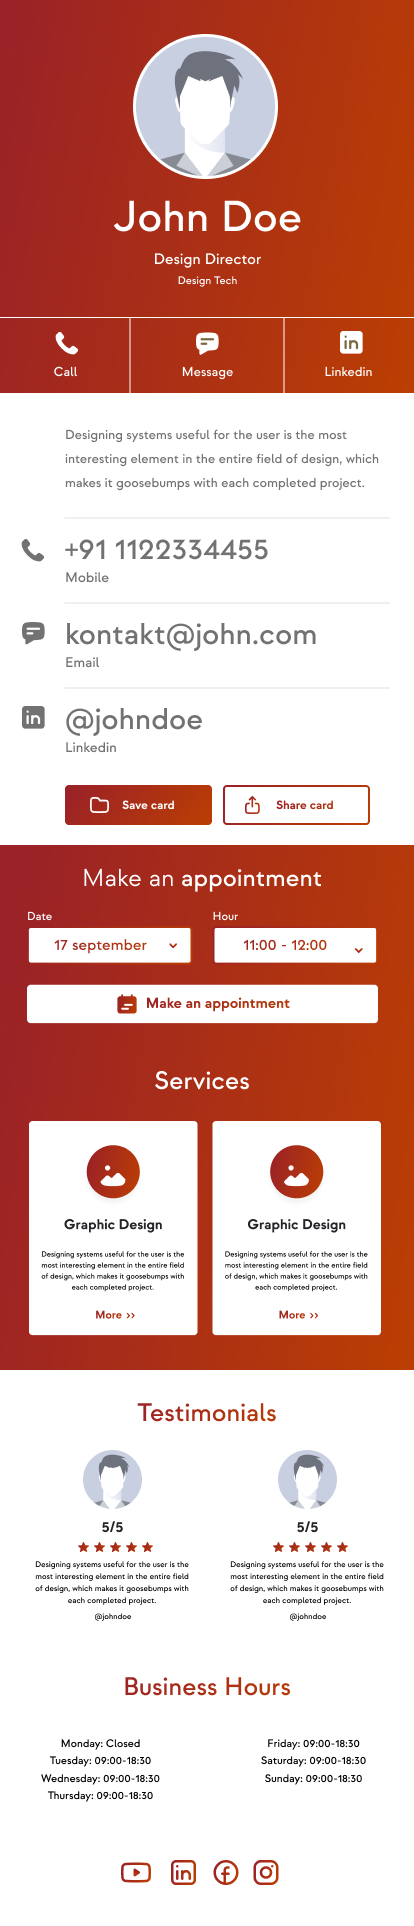 John Doe
Design Director
Design Tech
Call
Message
Linkedin
Designing systems useful for the user is the most
interesting element in the entire field of design, which
makes it goosebumps with each completed project.
+91 1122334455
Mobile
kontakt@john.com
Email
@johndoe
Linkedin
Save card
Share card
Make an appointment
Date
Hour
17 september
11:00 - 12:00
Make an appointment
Services
Graphic Design
Designing systems useful for the user is the
most interesting element in the entire field
of design, which makes it goosebumps with
each completed project.
More >>
Graphic Design
Designing systems useful for the user is the
most interesting element in the entire field
of design, which makes it goosebumps with
each completed project.
More >>
Testimonials
5/5
Designing systems useful for the user is the
most interesting element in the entire field
of design, which makes it goosebumps with
each completed project.
@johndoe
5/5
Designing systems useful for the user is the
most interesting element in the entire field
of design, which makes it goosebumps with
each completed project.
@johndoe
Business Hours
Monday: Closed
Tuesday: 09:00-18:30
Wednesday: 09:00-18:30
Thursday: 09:00-18:30
Friday: 09:00-18:30
Saturday: 09:00-18:30
Sunday: 09:00-18:30